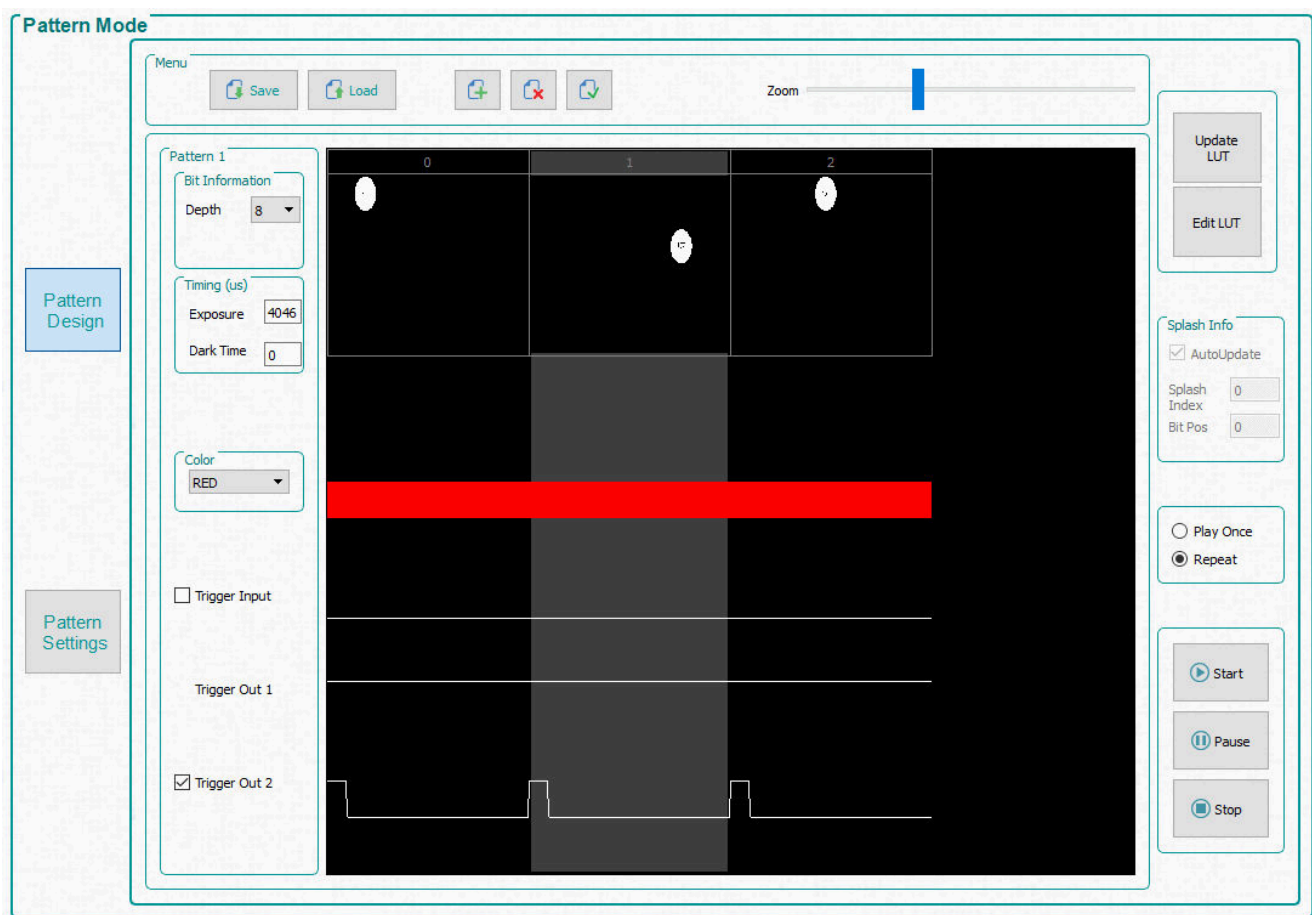 Pattern Mode
Menu
Save
Load
Zoom
Pattern 1
Bit Information
Depth 8
Timing (us)
Exposure 4046
Dark Time 0
Color
RED
Trigger Input
Trigger Out 1
Trigger Out 2
0 1 2
Pattern
Design
Pattern
Settings
Update
LUT
Edit LUT
Splash Info
AutoUpdate
Splash
Index 0
Bit Pos 0
Play Once
Repeat
Start
Pause
Stop